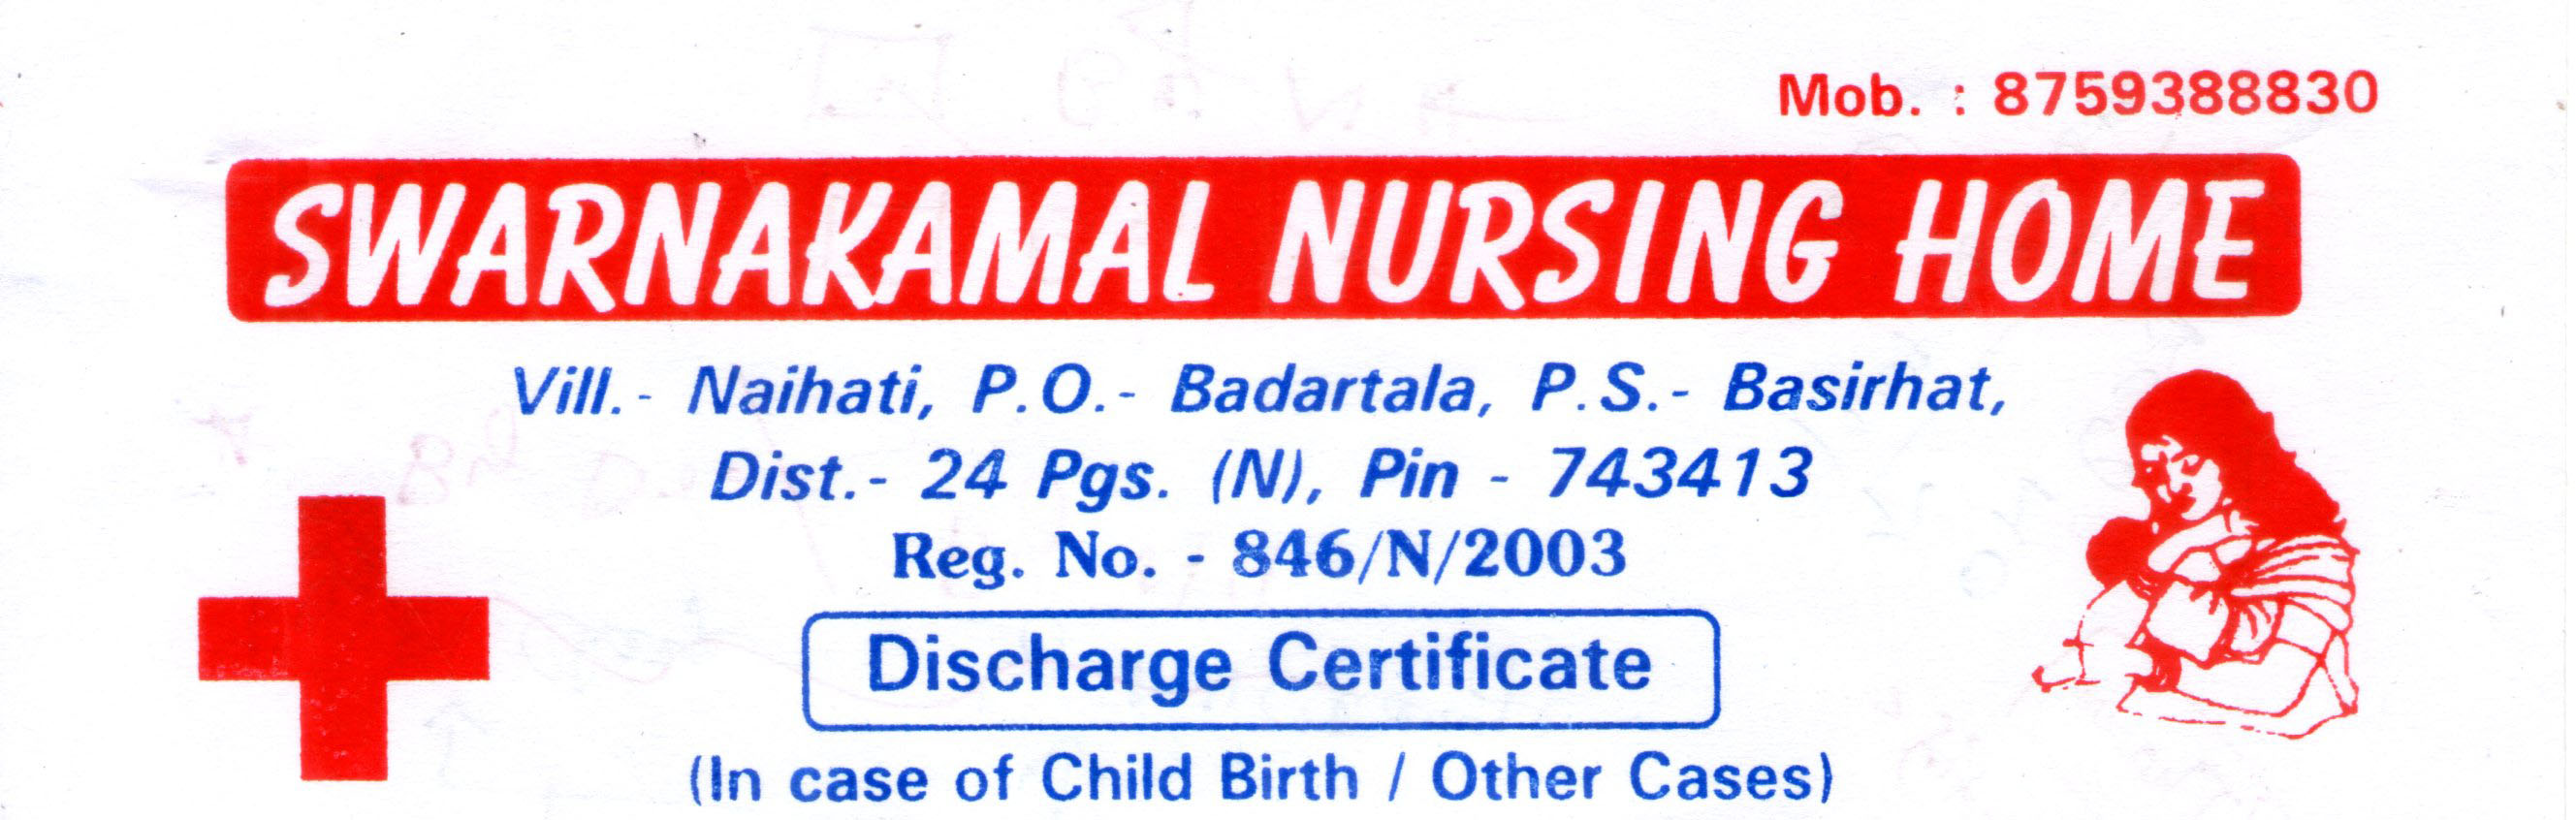 Mob. : 8759388830
SWARNAKAMAL NURSING HOME
Vill.- Naihati, P.O.- Badartala, P.S.- Basirhat,
Dist.- 24 Pgs. (N), Pin - 743413
Reg. No. - 846/N/2003
Discharge Certificate
(In case of Child Birth / Other Cases)